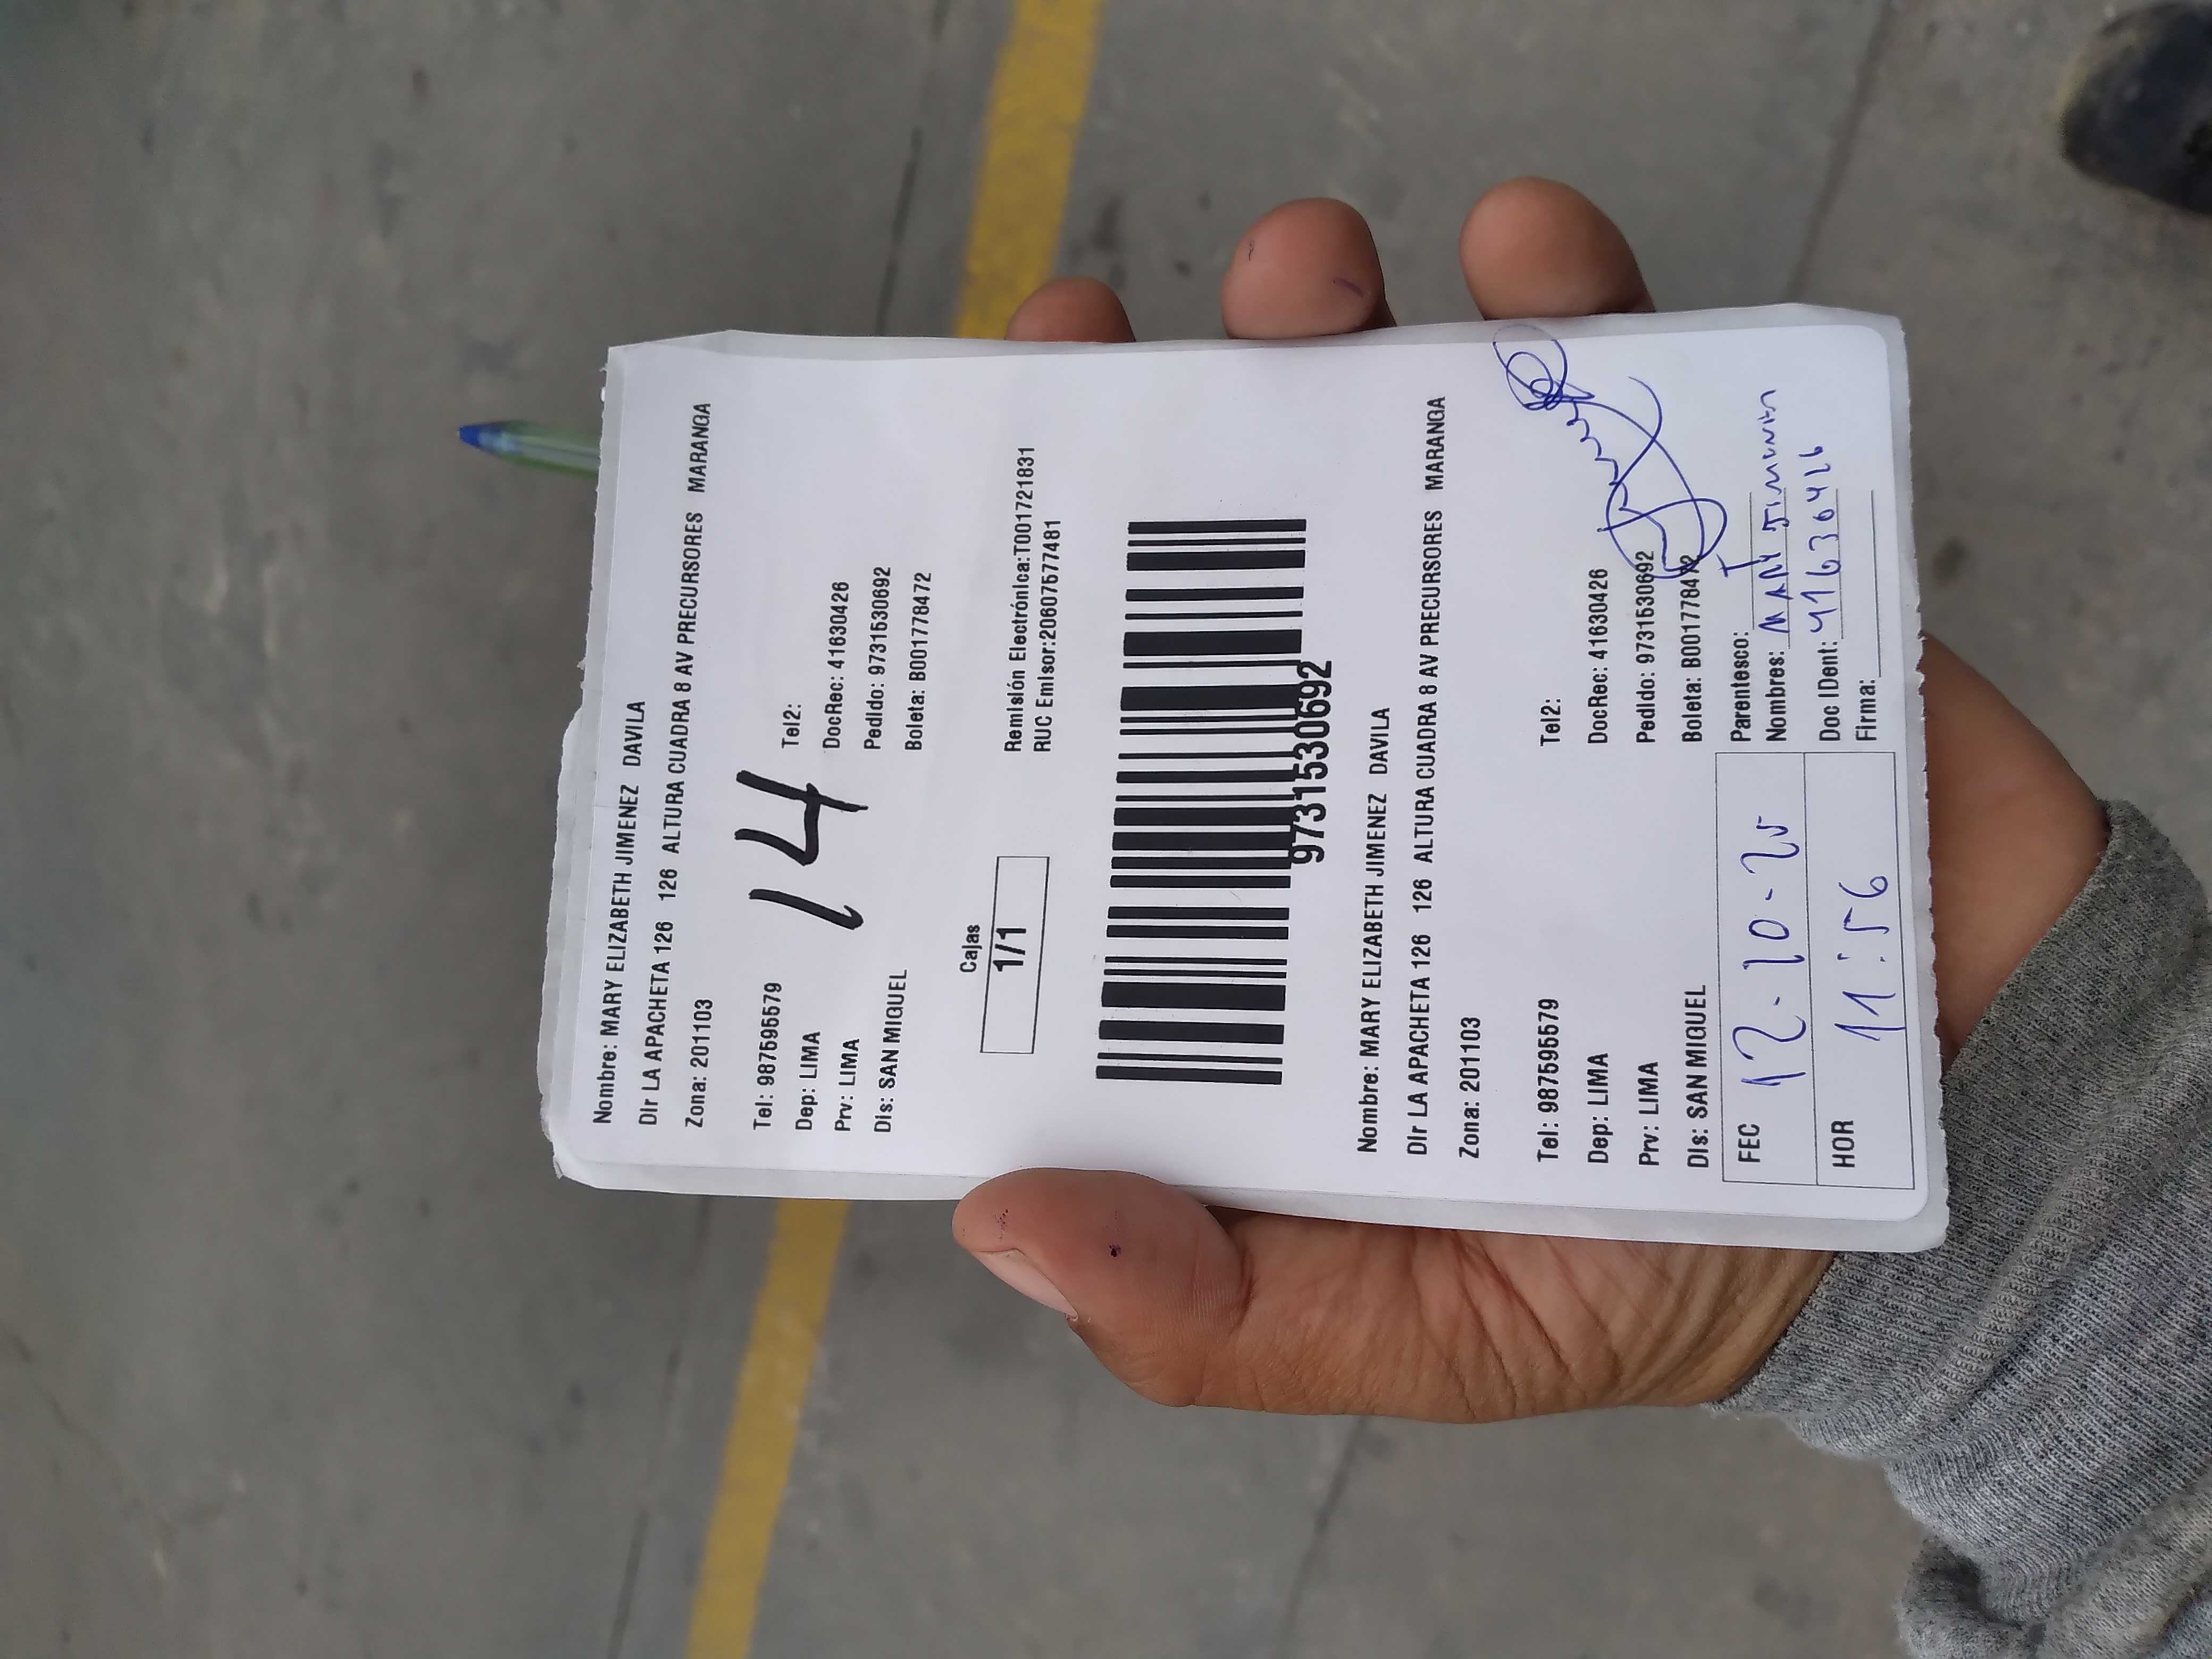 Nombre: MARY ELIZABETH JIMENEZ DAVILA
Dir LA APACHETA 126 126 ALTURA CUADRA 8 AV PRECURSORES MARANGA
Zona: 201103
14
Tel: 987595579 Tel2:
Dep: LIMA DocRec: 41630426
Prv: LIMA Pedido: 9731530692
Dis: SAN MIGUEL Boleta: B001778472
Cajas
1/1
Remisión Electrónica:T001721831
RUC Emisor:20607577481
9731530692
Nombre: MARY ELIZABETH JIMENEZ DAVILA
Dir LA APACHETA 126 126 ALTURA CUADRA 8 AV PRECURSORES MARANGA
Zona: 201103
Tel: 987595579 Tel2:
Dep: LIMA DocRec: 41630426
Prv: LIMA Pedido: 9731530692
Dis: SAN MIGUEL Boleta: B001778472
FEC 12-10-25
HOR 11:56
Parentesco: T
Nombres: MARY Jimenez
Doc IDent: 41630426
Firma: